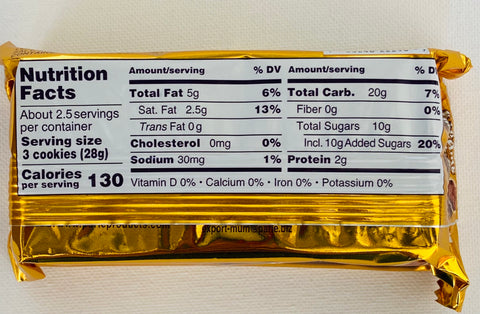 Nutrition
Facts
About 2.5 servings
per container
Serving size
3 cookies (28g)
Calories
per serving 130
Amount/serving % DV
Total Fat 5g 6%
Sat. Fat 2.5g 13%
Trans Fat 0g
Cholesterol 0mg 0%
Sodium 30mg 1%
Amount/serving % DV
Total Carb. 20g 7%
Fiber 0g 0%
Total Sugars 10g
Incl. 10g Added Sugars 20%
Protein 2g
Vitamin D 0% • Calcium 0% • Iron 0% • Potassium 0%